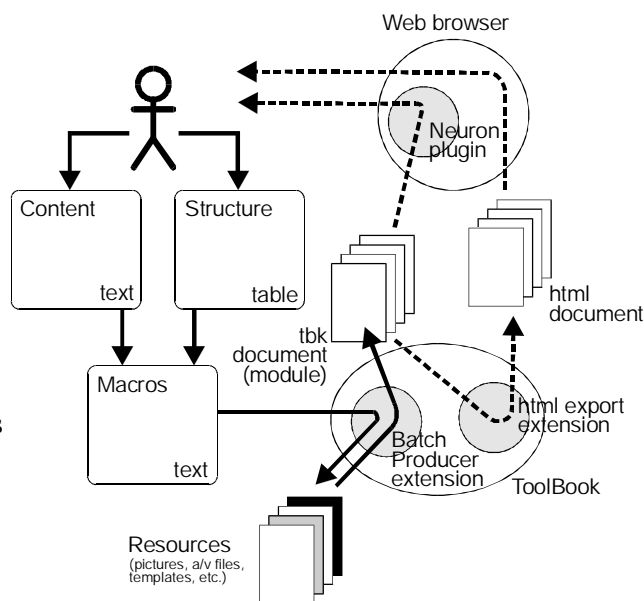 Web browser
Neuron
plugin
Content
text
Structure
table
html
document
tbk
document
(module)
Macros
text
html export
extension
Batch
Producer
extension
ToolBook
s
Resources
(pictures, a/v files,
templates, etc.)